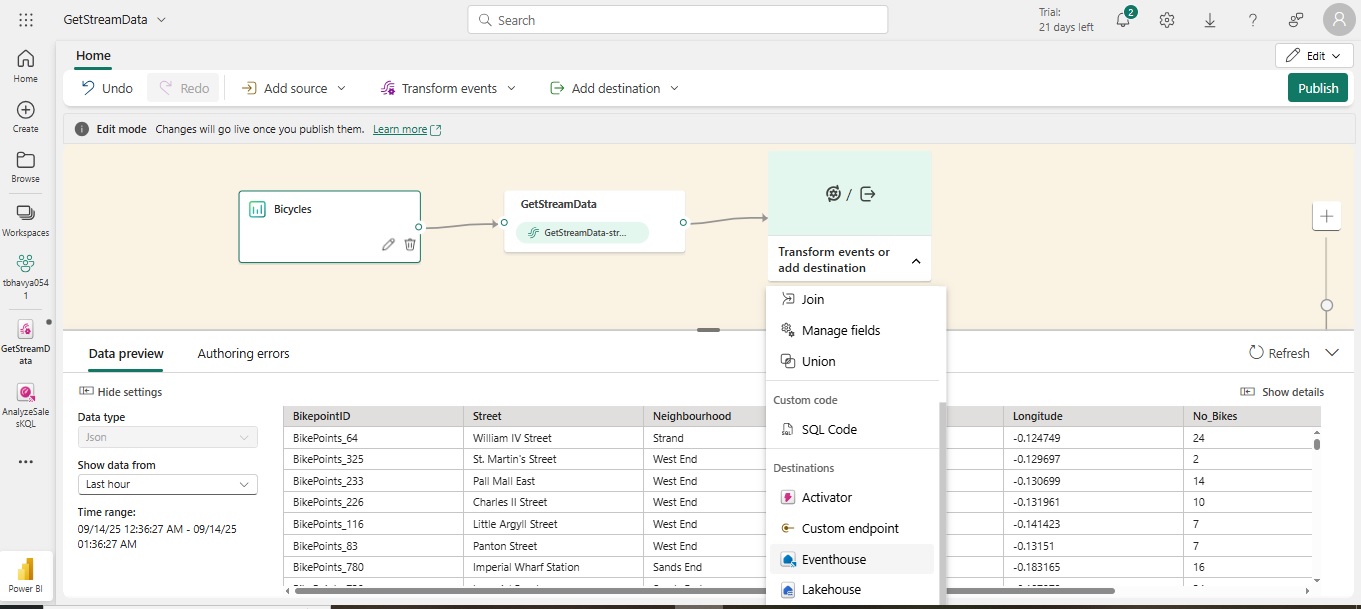 GetStreamData
Search
Trial:
21 days left
2
Home
Edit
Undo
Redo
Add source
Transform events
Add destination
Publish
Edit mode Changes will go live once you publish them. Learn more
Home
Create
Browse
Workspaces
tbhavya054
1
GetStreamD
ata
AnalyzeSale
sKQL
Power BI
Bicycles
GetStreamData
GetStreamData-str...
/
Transform events or
add destination
Join
Manage fields
Union
Custom code
SQL Code
Destinations
Activator
Custom endpoint
Eventhouse
Lakehouse
Data preview
Authoring errors
Refresh
Hide settings
Show details
Data type
Json
Show data from
Last hour
Time range:
09/14/25 12:36:27 AM - 09/14/25
01:36:27 AM
BikepointID Street Neighbourhood Longitude No_Bikes
BikePoints_64 William IV Street Strand -0.124749 24
BikePoints_325 St. Martin's Street West End -0.129697 2
BikePoints_233 Pall Mall East West End -0.130699 14
BikePoints_226 Charles II Street West End -0.131961 10
BikePoints_116 Little Argyll Street West End -0.141423 7
BikePoints_83 Panton Street West End -0.13151 7
BikePoints_780 Imperial Wharf Station Sands End -0.183165 16